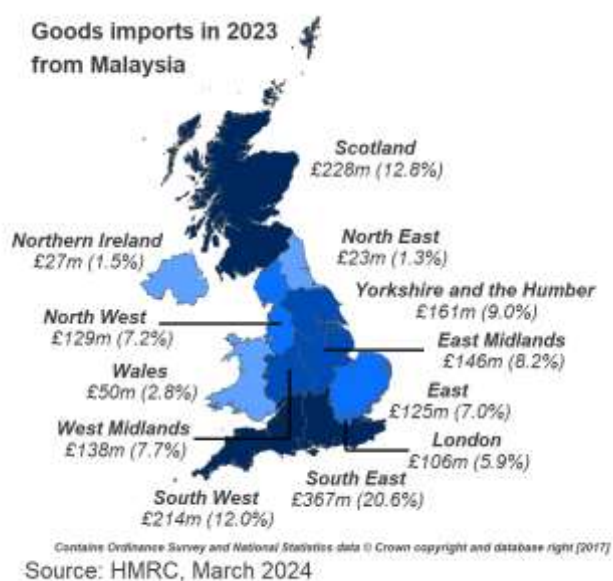 Goods imports in 2023
from Malaysia
Scotland
£228m (12.8%)
Northern Ireland
£27m (1.5%)
North East
£23m (1.3%)
Yorkshire and the Humber
£161m (9.0%)
North West
£129m (7.2%)
East Midlands
£146m (8.2%)
Wales
£50m (2.8%)
East
£125m (7.0%)
West Midlands
£138m (7.7%)
London
£106m (5.9%)
South West
£214m (12.0%)
South East
£367m (20.6%)
Contains Ordinance Survey and National Statistics data © Crown copyright and database right [2017]
Source: HMRC, March 2024